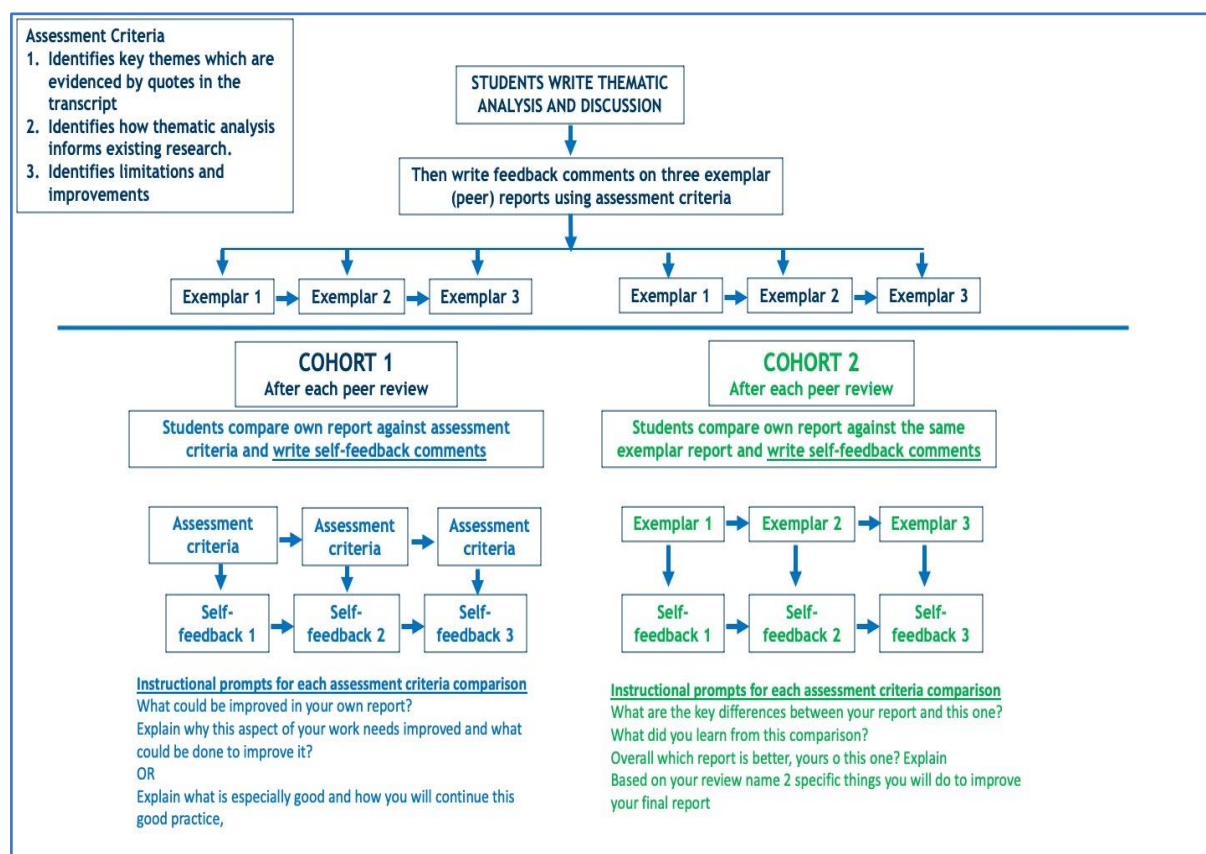 Assessment Criteria
1. Identifies key themes which are
evidenced by quotes in the
transcript
2. Identifies how thematic analysis
informs existing research.
3. Identifies limitations and
improvements
STUDENTS WRITE THEMATIC
ANALYSIS AND DISCUSSION
Then write feedback comments on three exemplar
(peer) reports using assessment criteria
Exemplar 1
Exemplar 2
Exemplar 3
Exemplar 1
Exemplar 2
Exemplar 3
COHORT 1
After each peer review
Students compare own report against assessment
criteria and write self-feedback comments
Assessment
criteria
Assessment
criteria
Assessment
criteria
Self-
feedback 1
Self-
feedback 2
Self-
feedback 3
Instructional prompts for each assessment criteria comparison
What could be improved in your own report?
Explain why this aspect of your work needs improved and what
could be done to improve it?
OR
Explain what is especially good and how you will continue this
good practice,
COHORT 2
After each peer review
Students compare own report against the same
exemplar report and write self-feedback comments
Exemplar 1
Exemplar 2
Exemplar 3
Self-
feedback 1
Self-
feedback 2
Self-
feedback 3
Instructional prompts for each assessment criteria comparison
What are the key differences between your report and this one?
What did you learn from this comparison?
Overall which report is better, yours o this one? Explain
Based on your review name 2 specific things you will do to improve
your final report